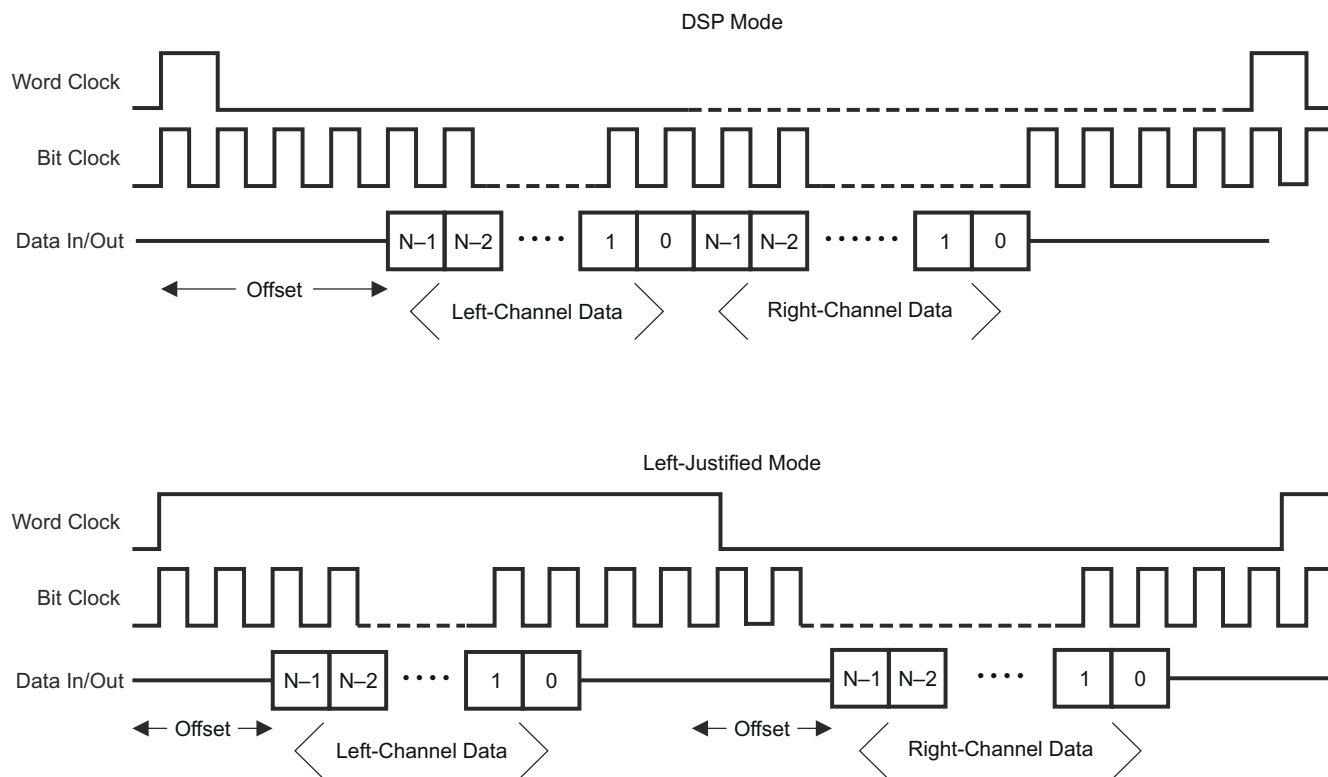 DSP Mode
Word Clock
Bit Clock
Data In/Out
N–1 N–2 ···· 1 0 N–1 N–2 ······ 1 0
Offset
Left-Channel Data
Right-Channel Data
Left-Justified Mode
Word Clock
Bit Clock
Data In/Out
N–1 N–2 ···· 1 0 N–1 N–2 ···· 1 0
Offset
Offset
Left-Channel Data
Right-Channel Data